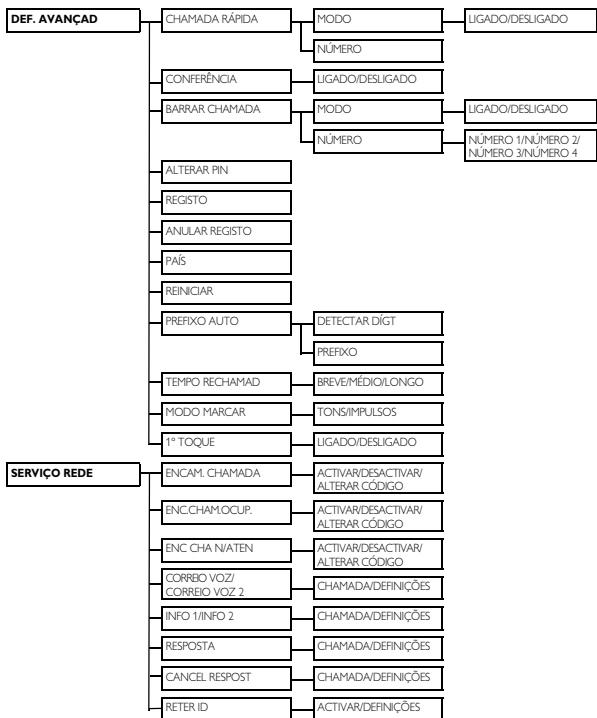 DEF. AVANÇAD
CHAMADA RÁPIDA
MODO
LIGADO/DESLIGADO
NÚMERO
CONFERÊNCIA
LIGADO/DESLIGADO
BARRAR CHAMADA
MODO
LIGADO/DESLIGADO
NÚMERO
NÚMERO 1/NÚMERO 2/
NÚMERO 3/NÚMERO 4
ALTERAR PIN
REGISTO
ANULAR REGISTO
PAÍS
REINICIAR
PREFIXO AUTO
DETECTAR DÍGT
PREFIXO
TEMPO RECHAMAD
BREVE/MÉDIO/LONGO
MODO MARCAR
TONS/IMPULSOS
1º TOQUE
LIGADO/DESLIGADO
SERVIÇO REDE
ENCAM. CHAMADA
ACTIVAR/DESACTIVAR/
ALTERAR CÓDIGO
ENC.CHAM.OCUP.
ACTIVAR/DESACTIVAR/
ALTERAR CÓDIGO
ENC CHA N/ATEN
ACTIVAR/DESACTIVAR/
ALTERAR CÓDIGO
CORREIO VOZ/
CORREIO VOZ 2
CHAMADA/DEFINIÇÕES
INFO 1/INFO 2
CHAMADA/DEFINIÇÕES
RESPOSTA
CHAMADA/DEFINIÇÕES
CANCEL RESPOST
CHAMADA/DEFINIÇÕES
RETER ID
ACTIVAR/DEFINIÇÕES